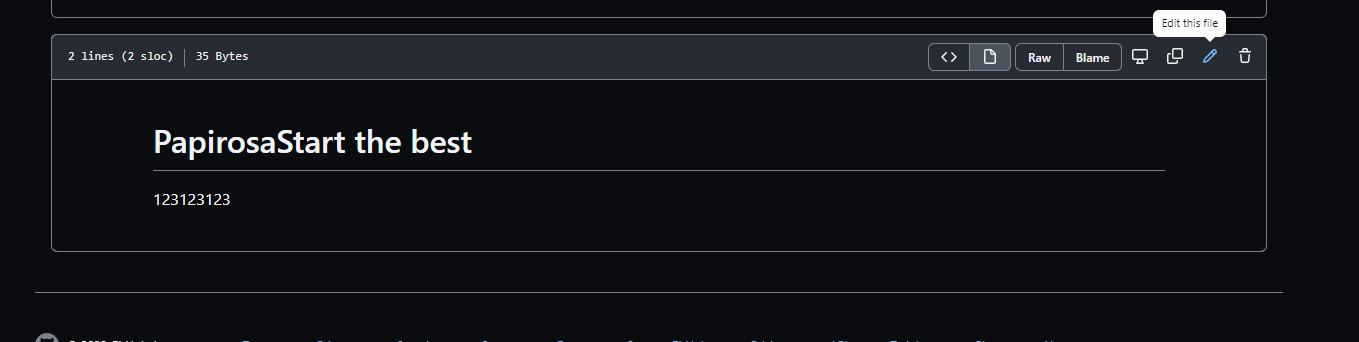 Edit this file
2 lines (2 sloc) 35 Bytes
Raw Blame
PapirosaStart the best
123123123